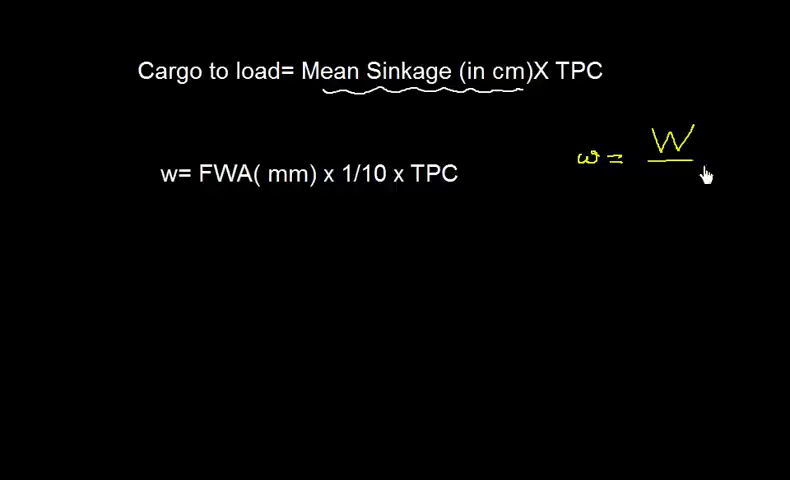 Cargo to load= Mean Sinkage (in cm)X TPC
w= FWA( mm) x 1/10 x TPC
w = W